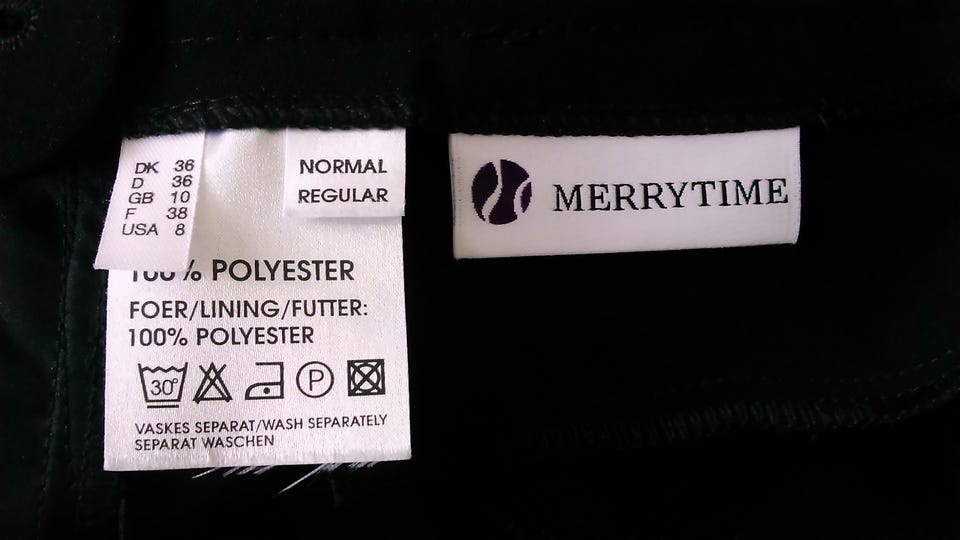 DK 36
D 36
GB 10
F 38
USA 8
NORMAL
REGULAR
100 % POLYESTER
FOER/LINING/FUTTER:
100% POLYESTER
30°
P
VASKES SEPARAT/WASH SEPARATELY
SEPARAT WASCHEN
MERRYTIME